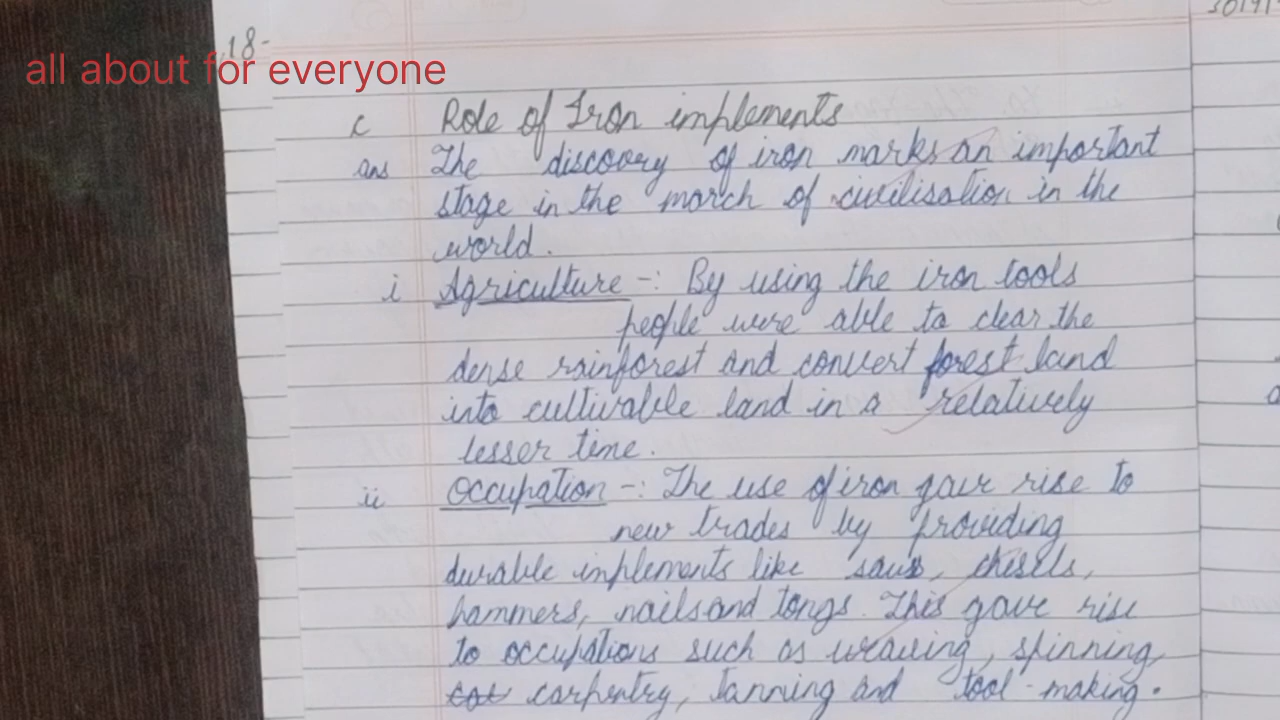 18-
all about for everyone
c Role of Iron implements
ans The discovery of iron marks an important
stage in the march of civilisation in the
world.
i Agriculture -: By using the iron tools
people were able to clear the
dense rainforest and convert forest land
into cultivable land in a relatively
lesser time.
ii Occupation -: The use of iron gave rise to
new trades by providing
durable implements like saws, chisels,
hammers, nails and tongs. This gave rise
to occupations such as weaving, spinning,
carpentry, tanning and tool-making.